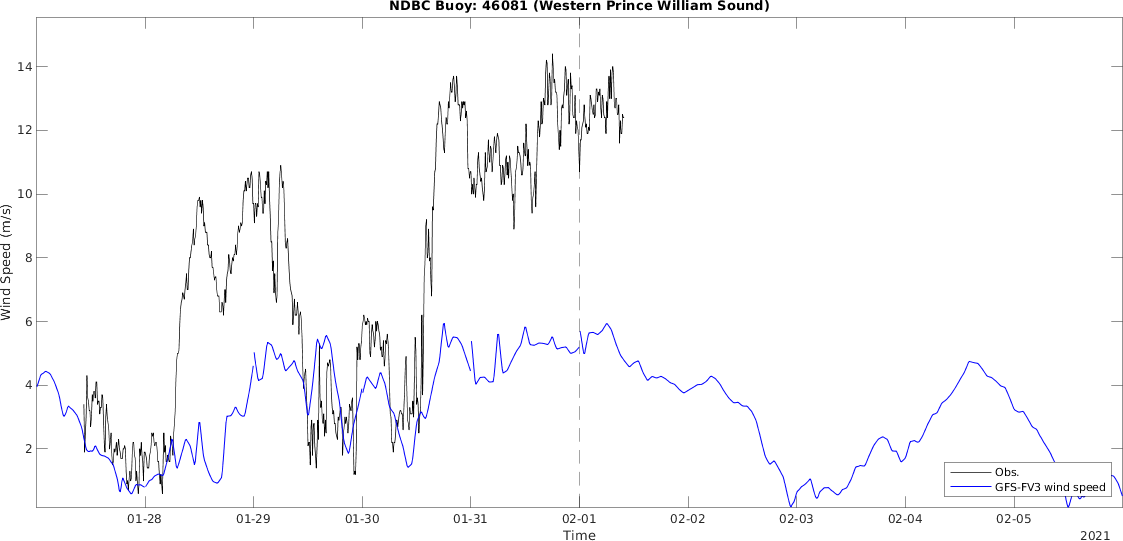 NDBC Buoy: 46081 (Western Prince William Sound)
Wind Speed (m/s)
14
12
10
8
6
4
2
01-28 01-29 01-30 01-31 02-01 02-02 02-03 02-04 02-05
Time
2021
Obs.
GFS-FV3 wind speed